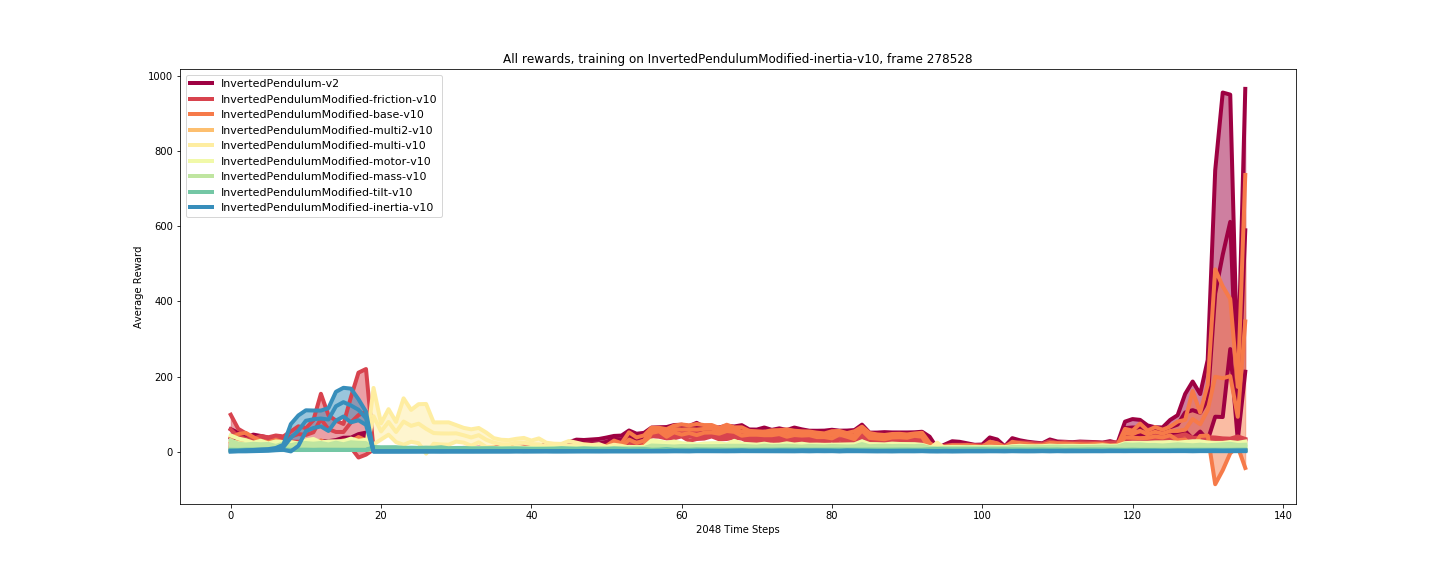 All rewards, training on InvertedPendulumModified-inertia-v10, frame 278528
1000
800
600
400
200
0
Average Reward
InvertedPendulum-v2
InvertedPendulumModified-friction-v10
InvertedPendulumModified-base-v10
InvertedPendulumModified-multi2-v10
InvertedPendulumModified-multi-v10
InvertedPendulumModified-motor-v10
InvertedPendulumModified-mass-v10
InvertedPendulumModified-tilt-v10
InvertedPendulumModified-inertia-v10
0 20 40 60 80 100 120 140
2048 Time Steps